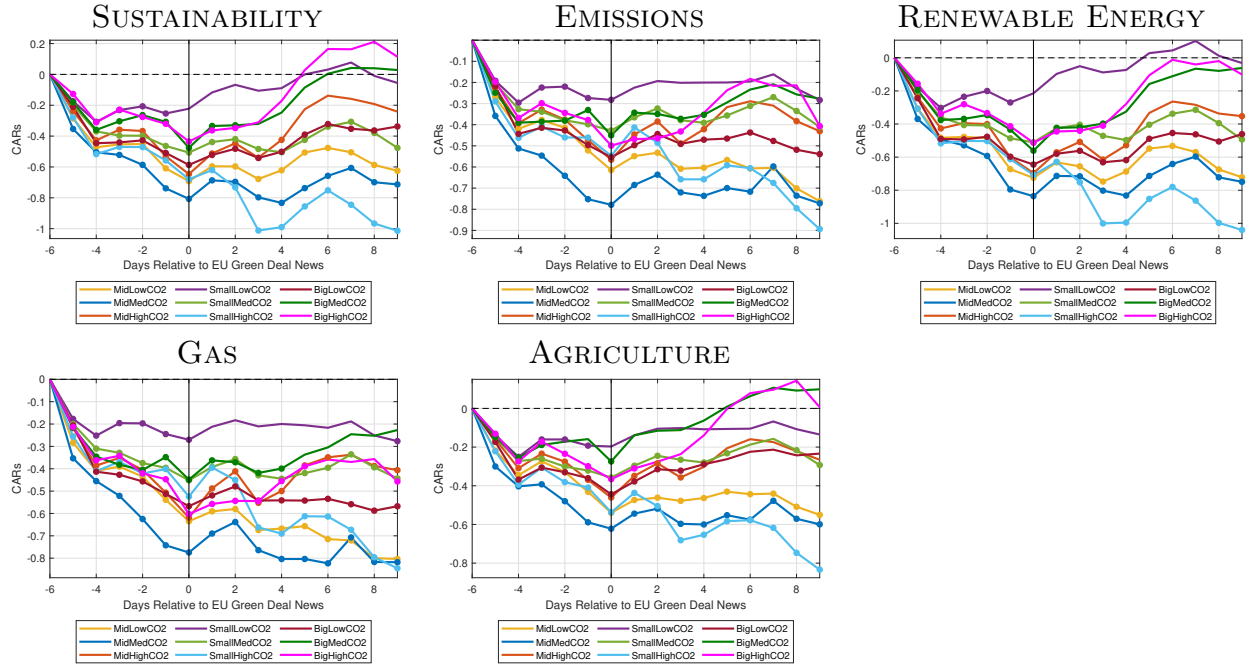 SUSTAINABILITY
EMISSIONS
RENEWABLE ENERGY
0.2
0
-0.2
-0.4
-0.6
-0.8
-1
CARs
-6 -4 -2 0 2 4 6 8
Days Relative to EU Green Deal News
MidLowCO2 SmallLowCO2 BigLowCO2
MidMedCO2 SmallMedCO2 BigMedCO2
MidHighCO2 SmallHighCO2 BigHighCO2
-0.1
-0.2
-0.3
-0.4
-0.5
-0.6
-0.7
-0.8
-0.9
CARs
-6 -4 -2 0 2 4 6 8
Days Relative to EU Green Deal News
MidLowCO2 SmallLowCO2 BigLowCO2
MidMedCO2 SmallMedCO2 BigMedCO2
MidHighCO2 SmallHighCO2 BigHighCO2
0
-0.2
-0.4
-0.6
-0.8
-1
CARs
-6 -4 -2 0 2 4 6 8
Days Relative to EU Green Deal News
MidLowCO2 SmallLowCO2 BigLowCO2
MidMedCO2 SmallMedCO2 BigMedCO2
MidHighCO2 SmallHighCO2 BigHighCO2
GAS
AGRICULTURE
0
-0.1
-0.2
-0.3
-0.4
-0.5
-0.6
-0.7
-0.8
CARs
-6 -4 -2 0 2 4 6 8
Days Relative to EU Green Deal News
MidLowCO2 SmallLowCO2 BigLowCO2
MidMedCO2 SmallMedCO2 BigMedCO2
MidHighCO2 SmallHighCO2 BigHighCO2
0
-0.2
-0.4
-0.6
-0.8
CARs
-6 -4 -2 0 2 4 6 8
Days Relative to EU Green Deal News
MidLowCO2 SmallLowCO2 BigLowCO2
MidMedCO2 SmallMedCO2 BigMedCO2
MidHighCO2 SmallHighCO2 BigHighCO2